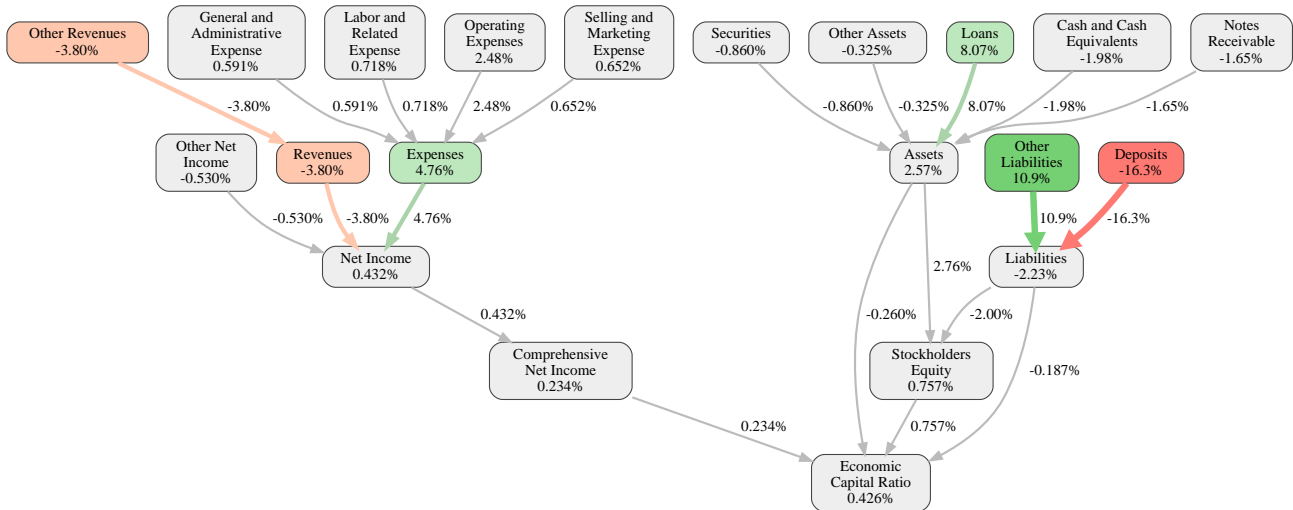 Other Revenues
-3.80%
General and
Administrative
Expense
0.591%
Labor and
Related
Expense
0.718%
Operating
Expenses
2.48%
Selling and
Marketing
Expense
0.652%
Securities
-0.860%
Other Assets
-0.325%
Loans
8.07%
Cash and Cash
Equivalents
-1.98%
Notes
Receivable
-1.65%
-3.80%
0.591%
0.718%
2.48%
0.652%
-0.860%
-0.325%
8.07%
-1.98%
-1.65%
Other Net
Income
-0.530%
Revenues
-3.80%
Expenses
4.76%
Assets
2.57%
Other
Liabilities
10.9%
Deposits
-16.3%
-0.530%
-3.80%
4.76%
10.9%
-16.3%
Net Income
0.432%
2.76%
Liabilities
-2.23%
0.432%
-0.260%
-2.00%
Comprehensive
Net Income
0.234%
Stockholders
Equity
0.757%
-0.187%
0.234%
0.757%
Economic
Capital Ratio
0.426%